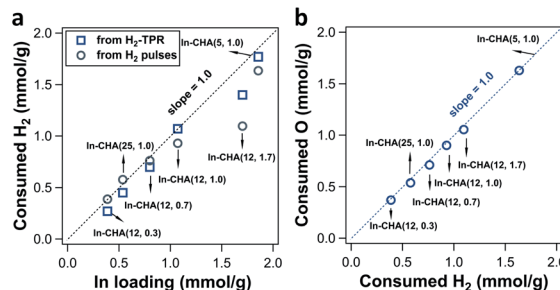 a
from H2-TPR
from H2 pulses
In-CHA(5, 1.0)
slope = 1.0
In-CHA(25, 1.0)
In-CHA(12, 1.7)
In-CHA(12, 1.0)
In-CHA(12, 0.7)
In-CHA(12, 0.3)
2.0
1.5
1.0
0.5
0.0
Consumed H2 (mmol/g)
0.0 0.5 1.0 1.5 2.0
In loading (mmol/g)
b
In-CHA(5, 1.0)
slope = 1.0
In-CHA(25, 1.0)
In-CHA(12, 1.7)
In-CHA(12, 1.0)
In-CHA(12, 0.7)
In-CHA(12, 0.3)
2.0
1.5
1.0
0.5
0.0
Consumed O (mmol/g)
0.0 0.5 1.0 1.5 2.0
Consumed H2 (mmol/g)